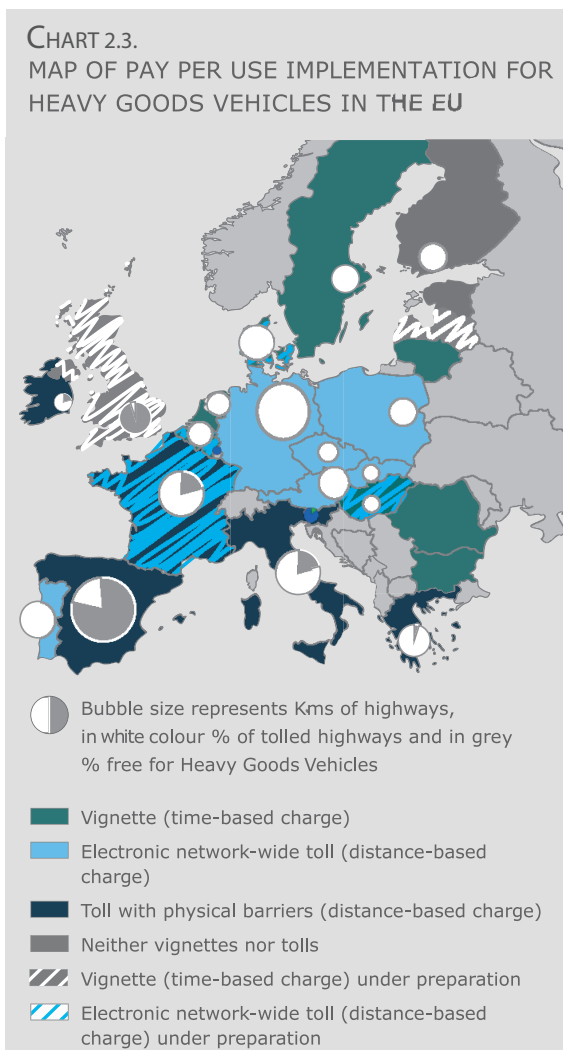 CHART 2.3.
MAP OF PAY PER USE IMPLEMENTATION FOR
HEAVY GOODS VEHICLES IN THE EU
Bubble size represents Kms of highways,
in white colour % of tolled highways and in grey
% free for Heavy Goods Vehicles
Vignette (time-based charge)
Electronic network-wide toll (distance-based
charge)
Toll with physical barriers (distance-based charge)
Neither vignettes nor tolls
Vignette (time-based charge) under preparation
Electronic network-wide toll (distance-based
charge) under preparation